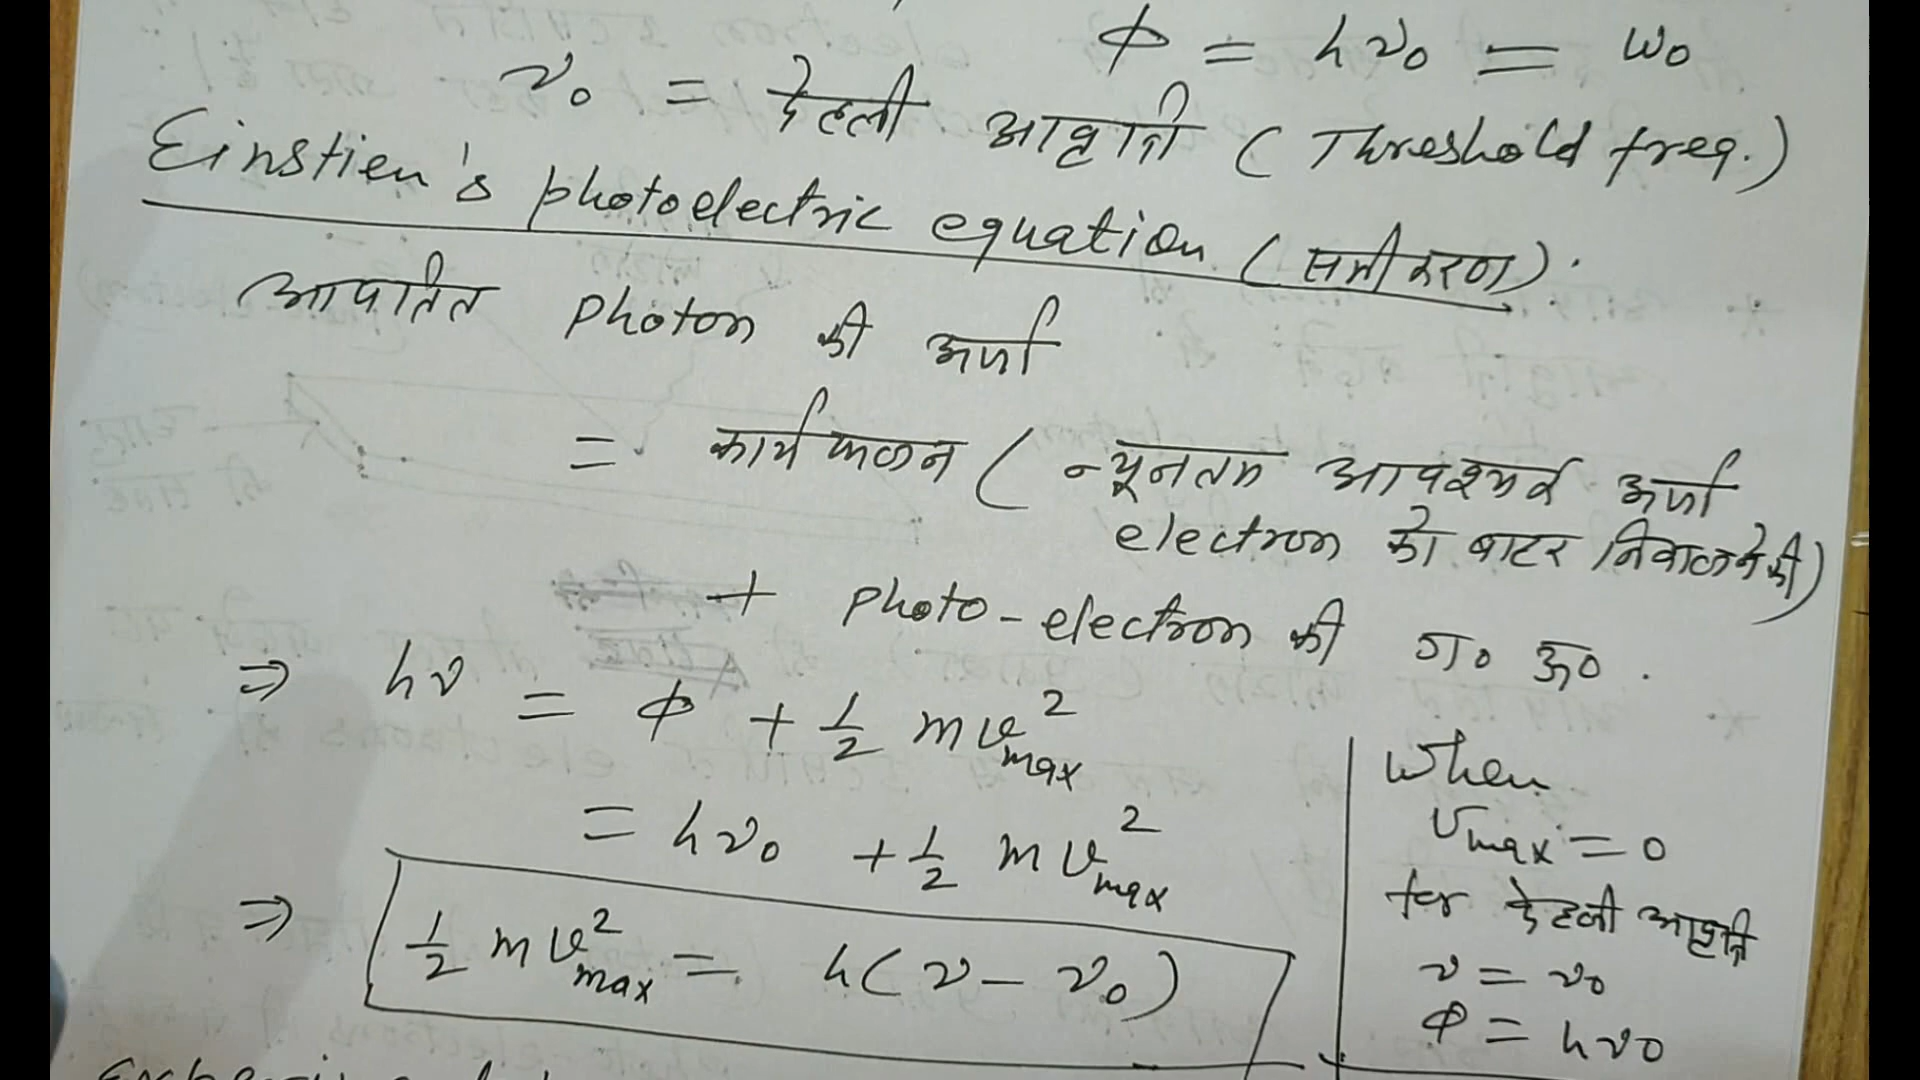 ϕ = hν₀ = ω₀
ν₀ = देहली आवृत्ति (Threshold freq.)
Einstien's photoelectric equation (समीकरण).
आपतित photon की ऊर्जा
= कार्यफलन (न्यूनतम आवश्यक ऊर्जा
electron को बाहर निकालने की)
+ photo-electron की ग० ऊ०.
⇒ hν = ϕ + 1/2 mv²max
= hν₀ + 1/2 mv²max
⇒ 1/2 mv²max = h(ν - ν₀)
When
vmax = 0
for देहली आवृत्ति
ν = ν₀
ϕ = hν₀